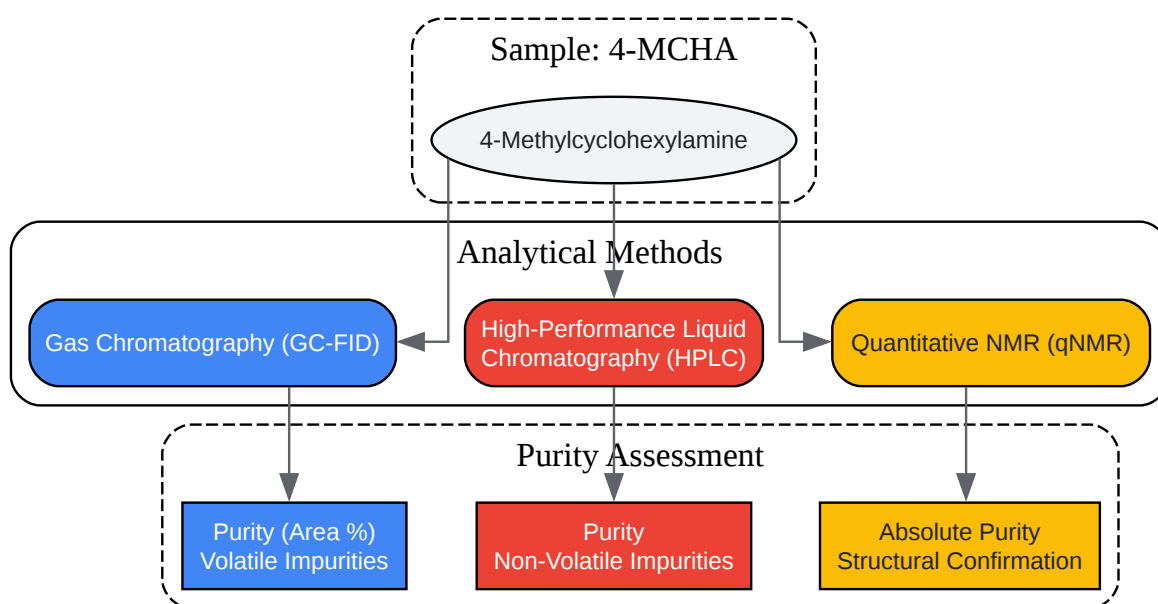 Sample: 4-MCHA
4-Methylcyclohexylamine
Analytical Methods
Gas Chromatography (GC-FID)
High-Performance Liquid
Chromatography (HPLC)
Quantitative NMR (qNMR)
Purity Assessment
Purity (Area %)
Volatile Impurities
Purity
Non-Volatile Impurities
Absolute Purity
Structural Confirmation